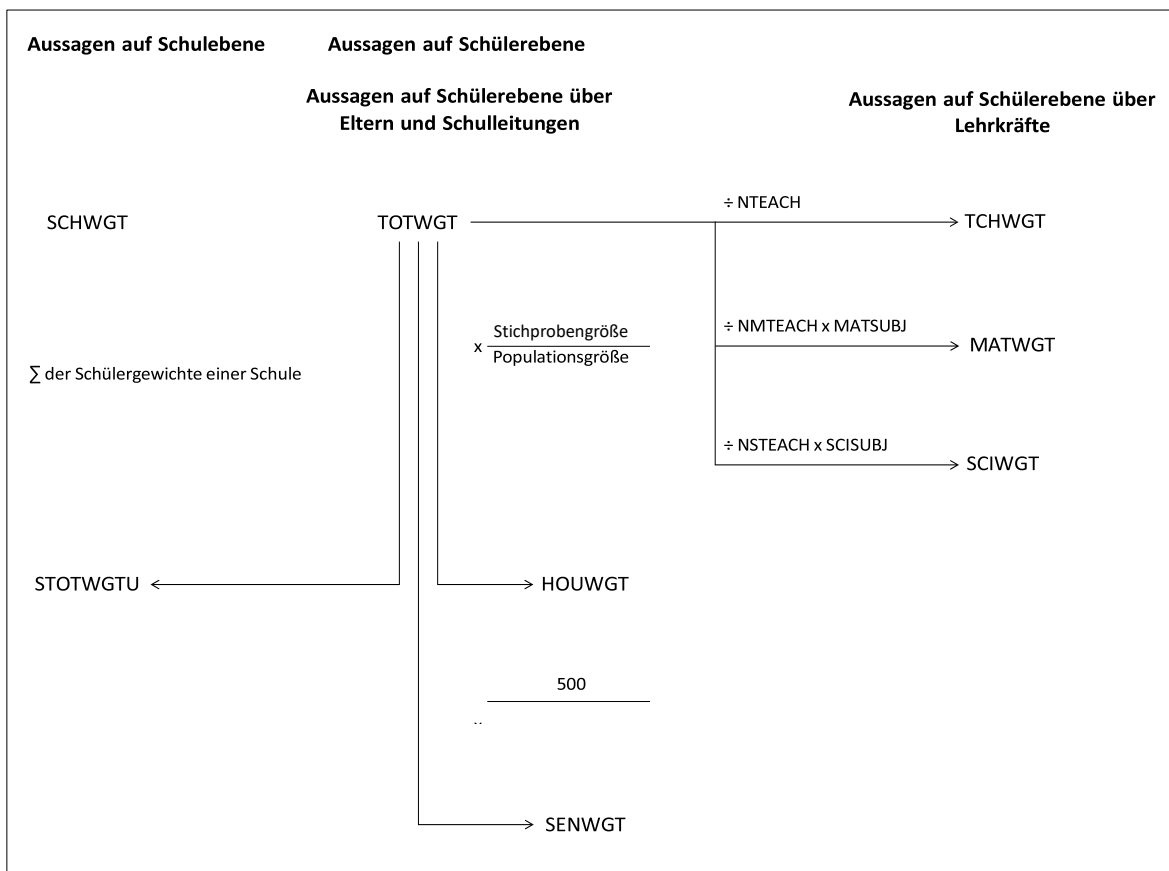 Aussagen auf Schulebene
Aussagen auf Schülerebene
Aussagen auf Schülerebene über
Eltern und Schulleitungen
Aussagen auf Schülerebene über
Lehrkräfte
SCHWGT
TOTWGT
÷ NTEACH
TCHWGT
x Stichprobengröße
Populationsgröße
÷ NMTEACH x MATSUBJ
MATWGT
∑ der Schülergewichte einer Schule
÷ NSTEACH x SCISUBJ
SCIWGT
STOTWGTU
HOUWGT
500
SENWGT